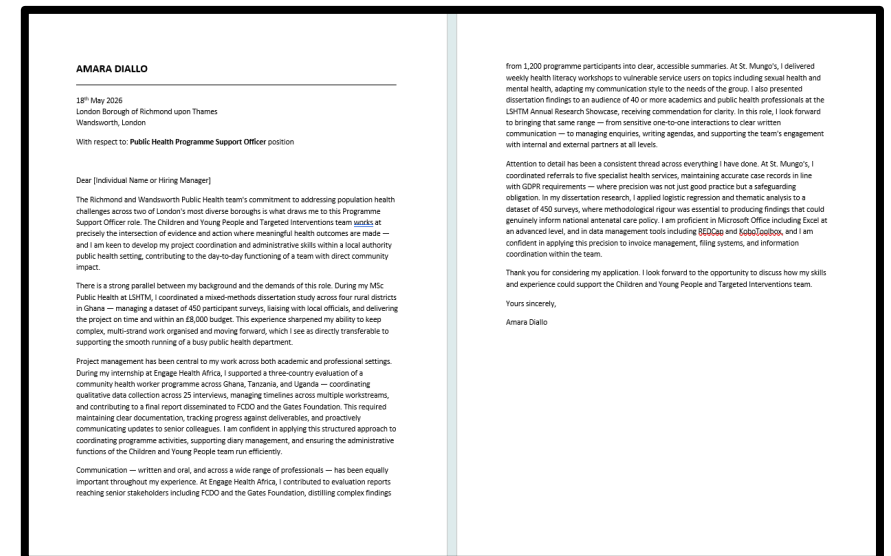 AMARA DIALLO
18th May 2026
London Borough of Richmond upon Thames
Wandsworth, London
With respect to: Public Health Programme Support Officer position
Dear [Individual Name or Hiring Manager]
The Richmond and Wandsworth Public Health team's commitment to addressing population health
challenges across two of London's most diverse boroughs is what draws me to this Programme
Support Officer role. The Children and Young People and Targeted Interventions team works at
precisely the intersection of evidence and action where meaningful health outcomes are made —
and I am keen to develop my project coordination and administrative skills within a local authority
public health setting, contributing to the day-to-day functioning of a team with direct community
impact.
There is a strong parallel between my background and the demands of this role. During my MSc
Public Health at LSHTM, I coordinated a mixed-methods dissertation study across four rural districts
in Ghana — managing a dataset of 450 participant surveys, liaising with local officials, and delivering
the project on time and within an £8,000 budget. This experience sharpened my ability to keep
complex, multi-strand work organised and moving forward, which I see as directly transferable to
supporting the smooth running of a busy public health department.
Project management has been central to my work across both academic and professional settings.
During my internship at Engage Health Africa, I supported a three-country evaluation of a
community health worker programme across Ghana, Tanzania, and Uganda — coordinating
qualitative data collection across 25 interviews, managing timelines across multiple workstreams,
and contributing to a final report disseminated to FCDO and the Gates Foundation. This required
maintaining clear documentation, tracking progress against deliverables, and proactively
communicating updates to senior colleagues. I am confident in applying this structured approach to
coordinating programme activities, supporting diary management, and ensuring the administrative
functions of the Children and Young People team run efficiently.
Communication — written and oral, and across a wide range of professionals — has been equally
important throughout my experience. At Engage Health Africa, I contributed to evaluation reports
reaching senior stakeholders including FCDO and the Gates Foundation, distilling complex findings
from 1,200 programme participants into clear, accessible summaries. At St. Mungo's, I delivered
weekly health literacy workshops to vulnerable service users on topics including sexual health and
mental health, adapting my communication style to the needs of the group. I also presented
dissertation findings to an audience of 40 or more academics and public health professionals at the
LSHTM Annual Research Showcase, receiving commendation for clarity. In this role, I look forward
to bringing that same range — from sensitive one-to-one interactions to clear written
communication — to managing enquiries, writing agendas, and supporting the team's engagement
with internal and external partners at all levels.
Attention to detail has been a consistent thread across everything I have done. At St. Mungo's, I
coordinated referrals to five specialist health services, maintaining accurate case records in line
with GDPR requirements — where precision was not just good practice but a safeguarding
obligation. In my dissertation research, I applied logistic regression and thematic analysis to a
dataset of 450 surveys, where methodological rigour was essential to producing findings that could
genuinely inform national antenatal care policy. I am proficient in Microsoft Office including Excel at
an advanced level, and in data management tools including REDCap and KoboToolbox, and I am
confident in applying this precision to invoice management, filing systems, and information
coordination within the team.
Thank you for considering my application. I look forward to the opportunity to discuss how my skills
and experience could support the Children and Young People and Targeted Interventions team.
Yours sincerely,
Amara Diallo